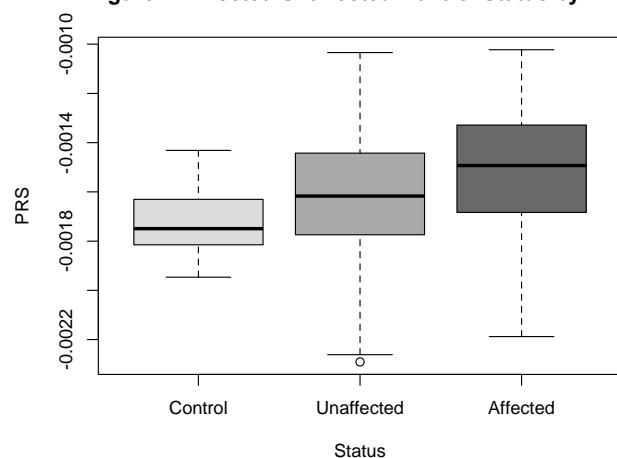 -0.0010
-0.0014
-0.0018
-0.0022
PRS
Control Unaffected Affected
Status